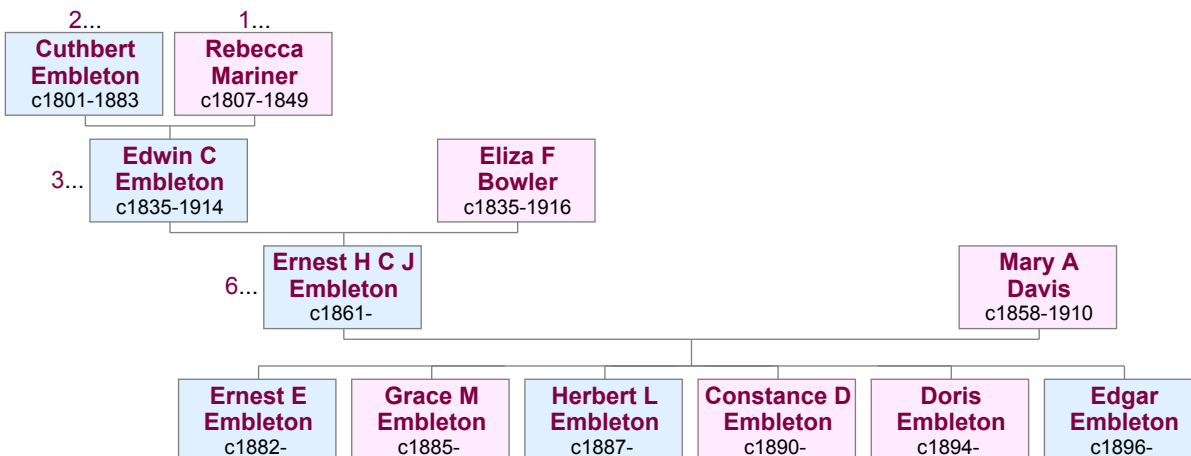 2...
1...
Cuthbert
Embleton
c1801-1883
Rebecca
Mariner
c1807-1849
3...
Edwin C
Embleton
c1835-1914
Eliza F
Bowler
c1835-1916
6...
Ernest H C J
Embleton
c1861-
Mary A
Davis
c1858-1910
Ernest E
Embleton
c1882-
Grace M
Embleton
c1885-
Herbert L
Embleton
c1887-
Constance D
Embleton
c1890-
Doris
Embleton
c1894-
Edgar
Embleton
c1896-